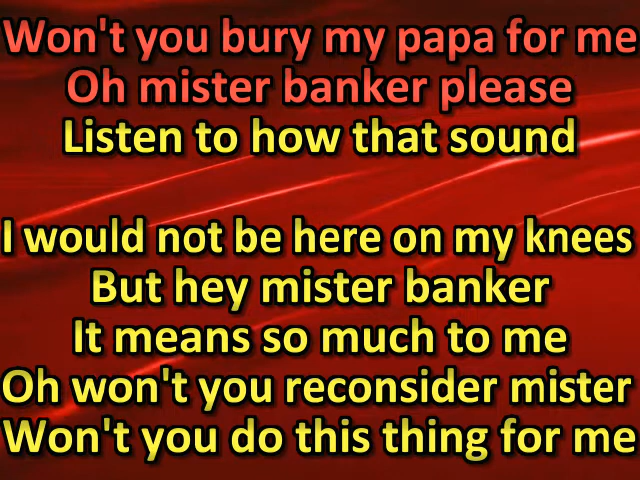 Won't you bury my papa for me
Oh mister banker please
Listen to how that sound
I would not be here on my knees
But hey mister banker
It means so much to me
Oh won't you reconsider mister
Won't you do this thing for me